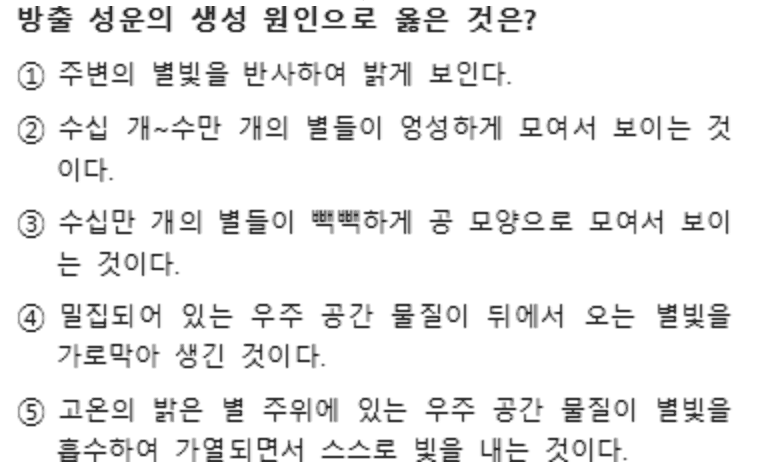 방출 성운의 생성 원인으로 옳은 것은?
① 주변의 별빛을 반사하여 밝게 보인다.
② 수십 개~수만 개의 별들이 엉성하게 모여서 보이는 것
이다.
③ 수십만 개의 별들이 빽빽하게 공 모양으로 모여서 보이
는 것이다.
④ 밀집되어 있는 우주 공간 물질이 뒤에서 오는 별빛을
가로막아 생긴 것이다.
⑤ 고온의 밝은 별 주위에 있는 우주 공간 물질이 별빛을
흡수하여 가열되면서 스스로 빛을 내는 것이다.